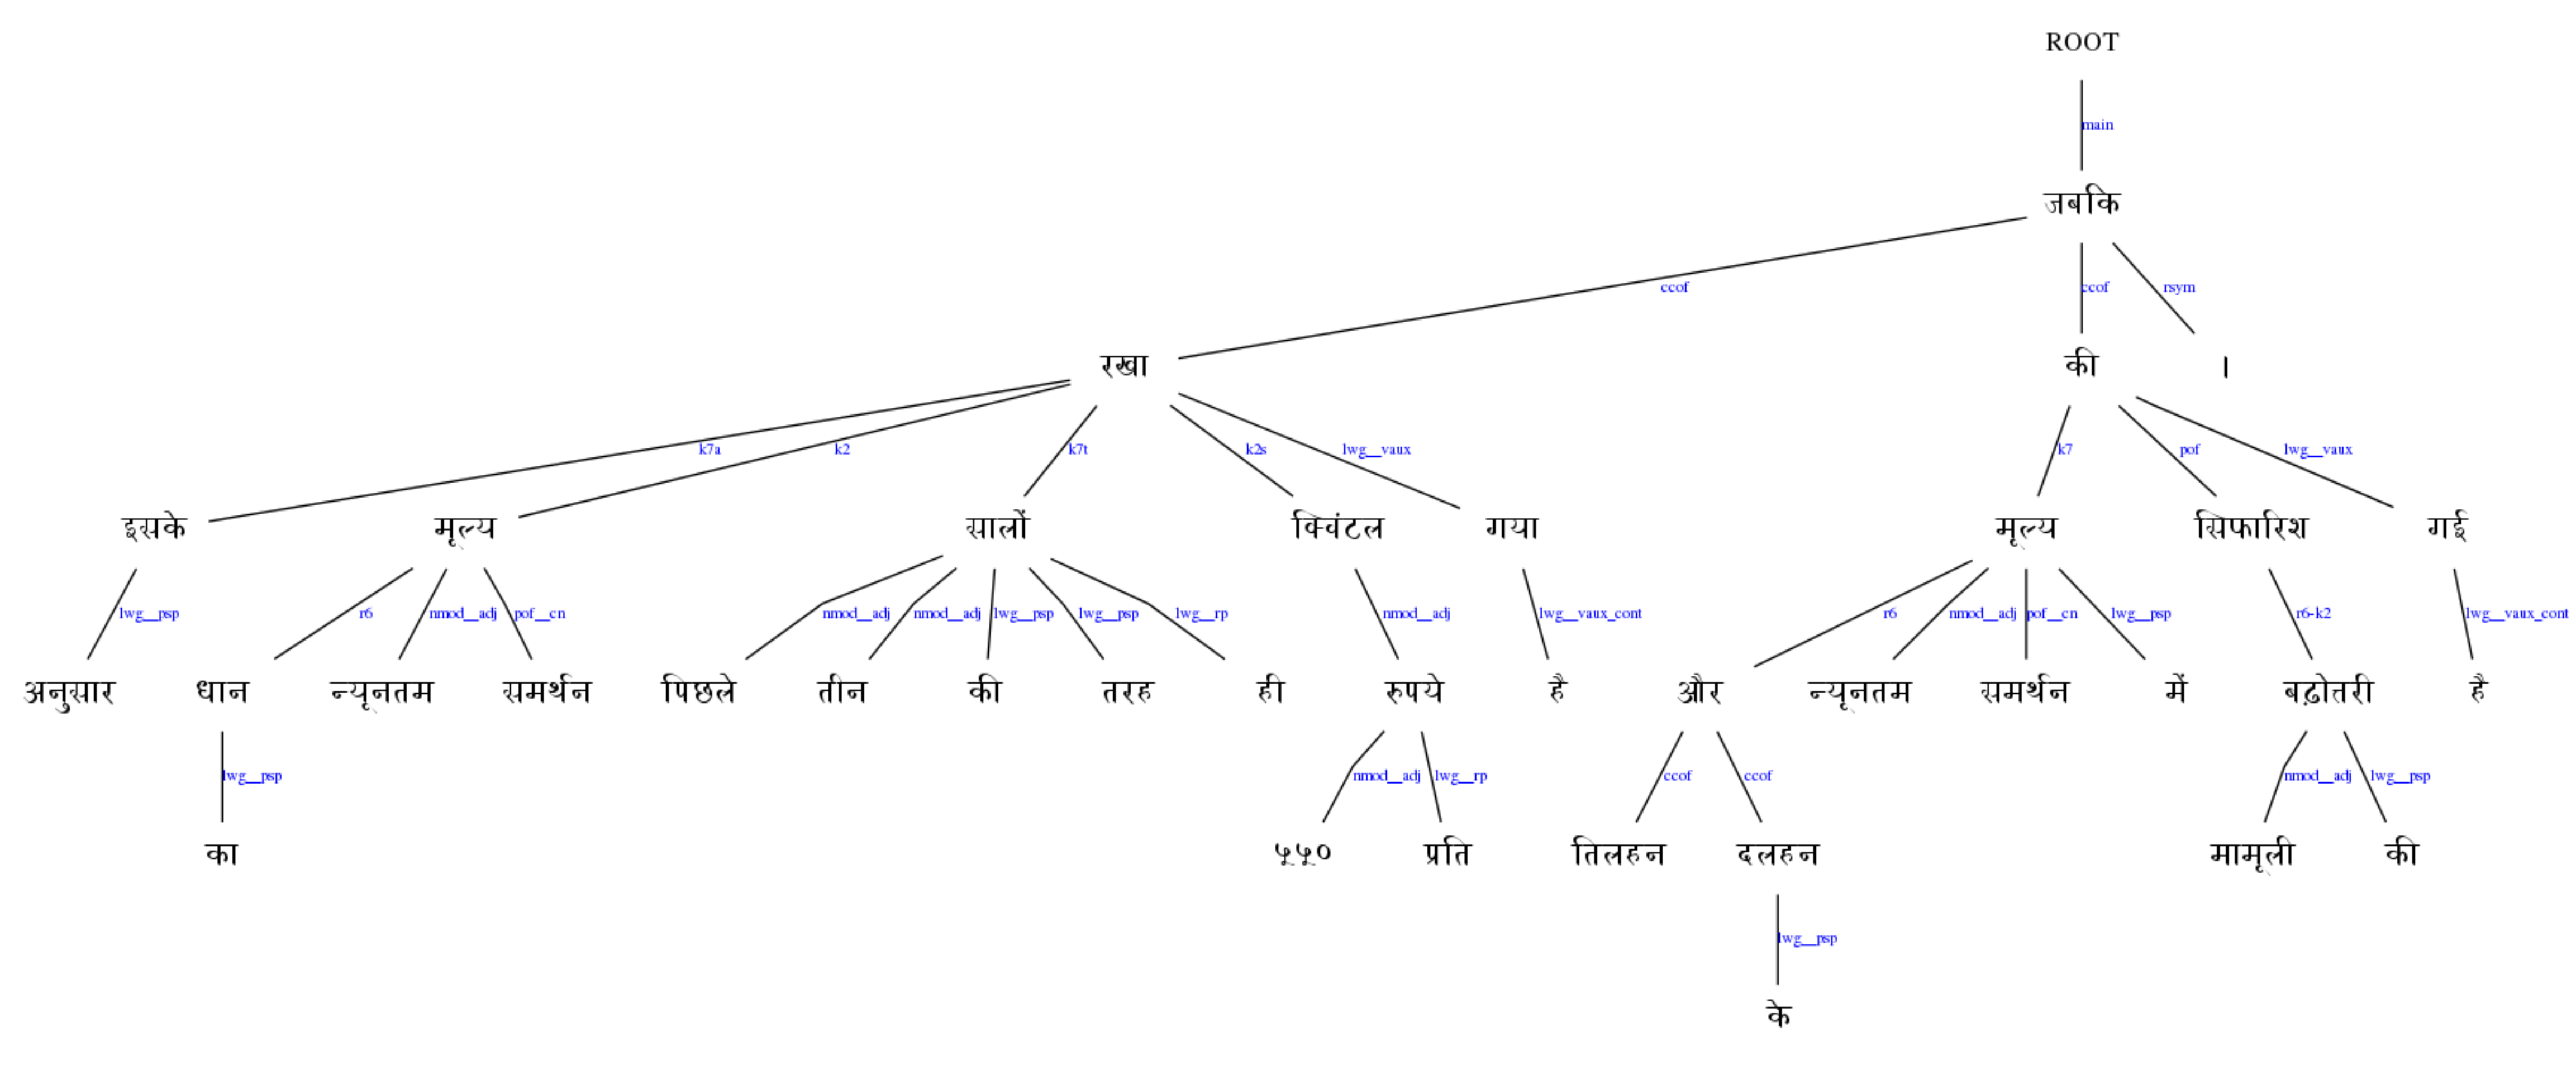 ROOT
main
जबकि
ccof ccof rsym
रखा की ।
k7a k2 k7t k2s lwg__vaux k7 pof lwg__vaux
इसके मूल्य सालों क्विंटल गया मूल्य सिफारिश गई
lwg__psp r6 nmod__adj pof__cn nmod__adj nmod__adj lwg__psp lwg__psp lwg__rp nmod__adj lwg__vaux_cont r6 nmod__adj pof__cn lwg__psp r6-k2 lwg__vaux_cont
अनुसार धान न्यूनतम समर्थन पिछले तीन की तरह ही रुपये है और न्यूनतम समर्थन में बढ़ोत्तरी है
lwg__psp nmod__adj lwg__rp ccof ccof nmod__adj lwg__psp
का ५५० प्रति तिलहन दलहन मामूली की
lwg__psp
के